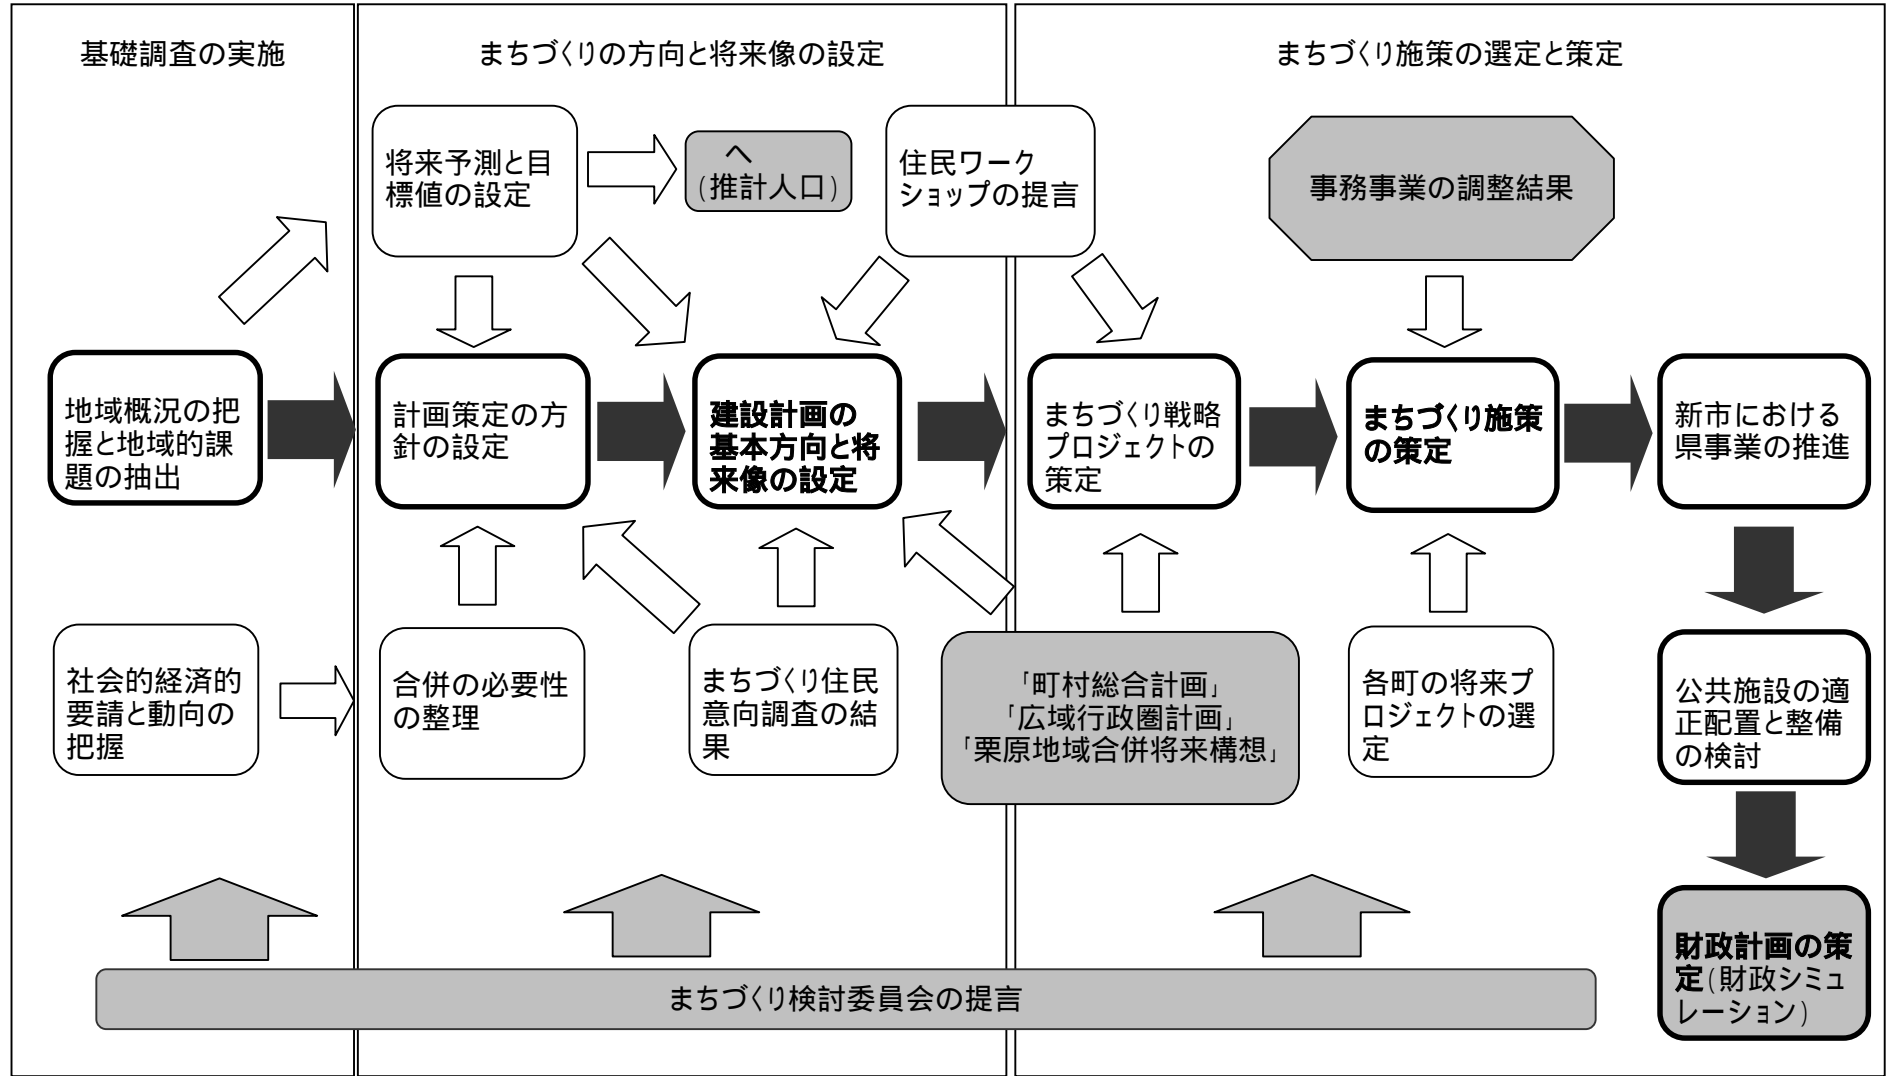 基礎調査の実施
まちづくりの方向と将来像の設定
まちづくり施策の選定と策定
将来予測と目
標値の設定
へ
(推計人口)
住民ワーク
ショップの提言
事務事業の調整結果
地域概況の把
握と地域的課
題の抽出
計画策定の方
針の設定
建設計画の
基本方向と将
来像の設定
まちづくり戦略
プロジェクトの
策定
まちづくり施策
の策定
新市における
県事業の推進
社会的経済的
要請と動向の
把握
合併の必要性
の整理
まちづくり住民
意向調査の結
果
「町村総合計画」
「広域行政圏計画」
「栗原地域合併将来構想」
各町の将来プ
ロジェクトの選
定
公共施設の適
正配置と整備
の検討
財政計画の策
定(財政シミュ
レーション)
まちづくり検討委員会の提言